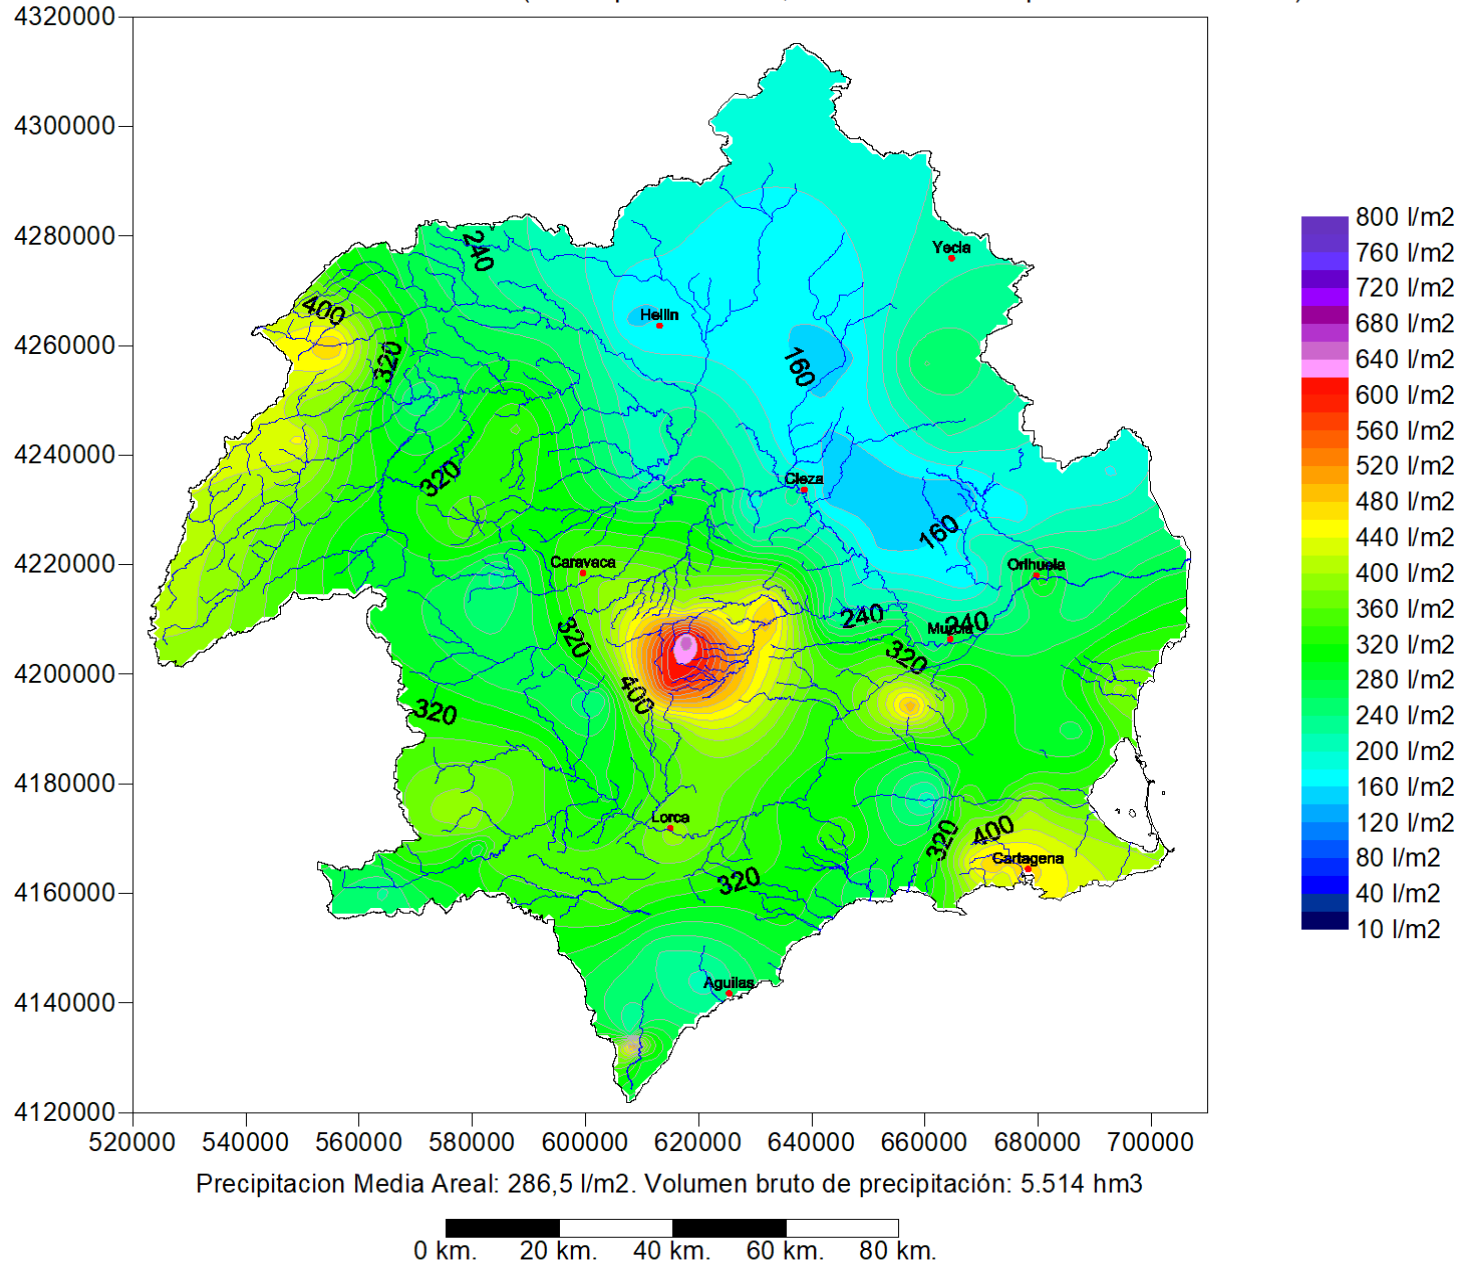 4320000
4300000
4280000
4260000
4240000
4220000
4200000
4180000
4160000
4140000
4120000
520000 540000 560000 580000 600000 620000 640000 660000 680000 700000
240
Yecla
400
Hellin
320
160
320
Cieza
160
Caravaca
Orihuela
240
240
Murcia
320
320
400
320
Lorca
320
400
Cartagena
320
Aguilas
800 l/m2
760 l/m2
720 l/m2
680 l/m2
640 l/m2
600 l/m2
560 l/m2
520 l/m2
480 l/m2
440 l/m2
400 l/m2
360 l/m2
320 l/m2
280 l/m2
240 l/m2
200 l/m2
160 l/m2
120 l/m2
80 l/m2
40 l/m2
10 l/m2
Precipitacion Media Areal: 286,5 l/m2. Volumen bruto de precipitación: 5.514 hm3
0 km. 20 km. 40 km. 60 km. 80 km.